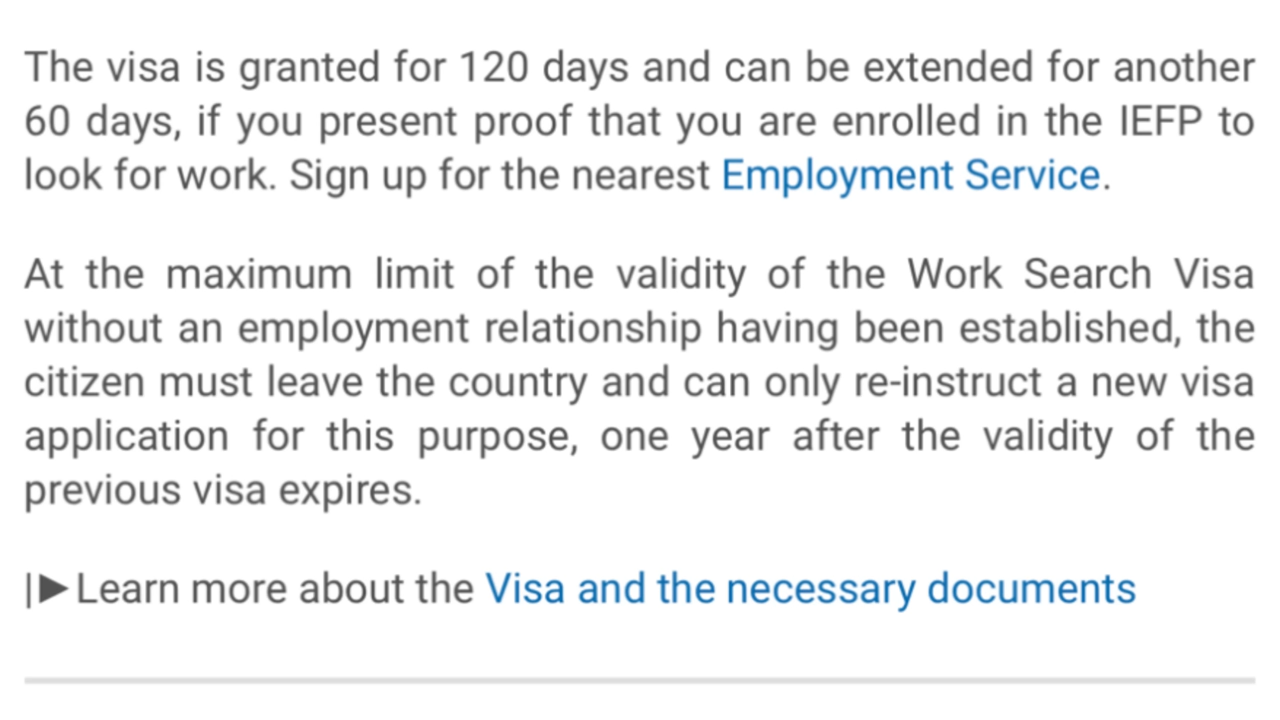 The visa is granted for 120 days and can be extended for another
60 days, if you present proof that you are enrolled in the IEFP to
look for work. Sign up for the nearest Employment Service.
At the maximum limit of the validity of the Work Search Visa
without an employment relationship having been established, the
citizen must leave the country and can only re-instruct a new visa
application for this purpose, one year after the validity of the
previous visa expires.
|►Learn more about the Visa and the necessary documents